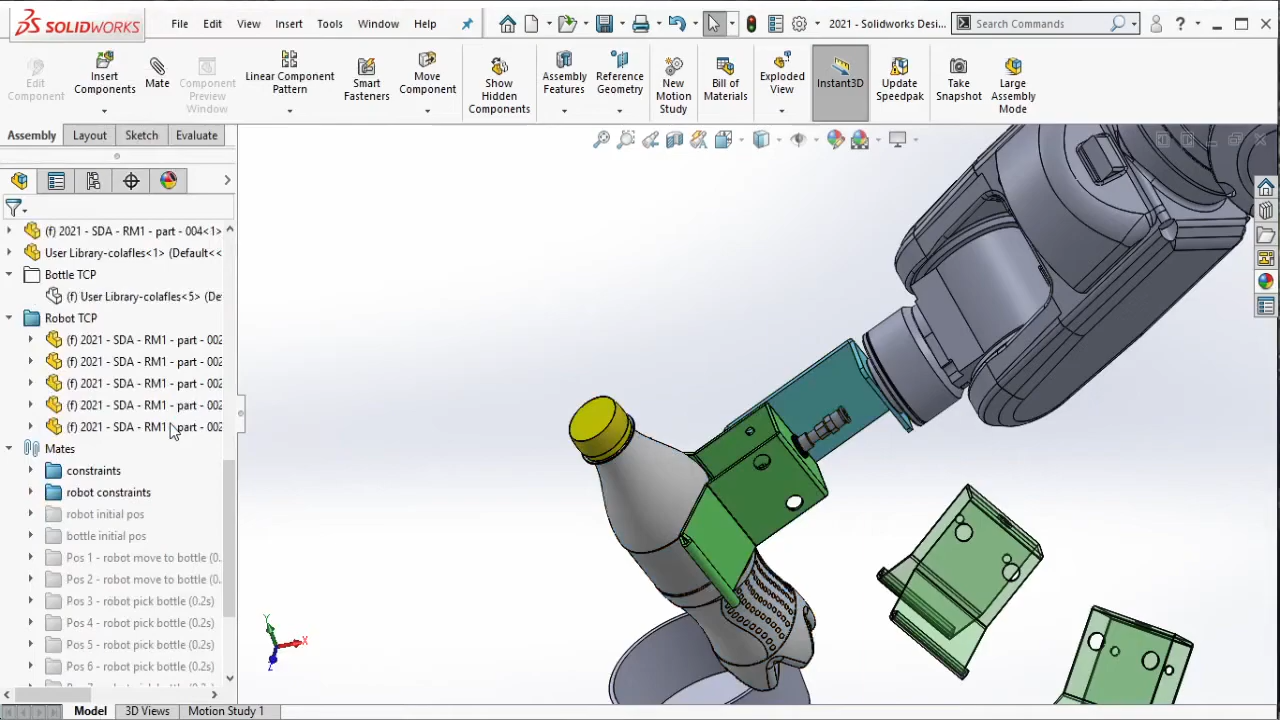 SOLIDWORKS
File Edit View Insert Tools Window Help
2021 - Solidworks Desi...
Search Commands
Edit Component
Insert Components
Mate
Component Preview Window
Linear Component Pattern
Smart Fasteners
Move Component
Show Hidden Components
Assembly Features
Reference Geometry
New Motion Study
Bill of Materials
Exploded View
Instant3D
Update Speedpak
Take Snapshot
Large Assembly Mode
Assembly Layout Sketch Evaluate
(f) 2021 - SDA - RM1 - part - 004<1>
User Library-colafles<1> (Default<<
Bottle TCP
(f) User Library-colafles<5> (De
Robot TCP
(f) 2021 - SDA - RM1 - part - 002
(f) 2021 - SDA - RM1 - part - 002
(f) 2021 - SDA - RM1 - part - 002
(f) 2021 - SDA - RM1 - part - 002
(f) 2021 - SDA - RM1 - part - 002
Mates
constraints
robot constraints
robot initial pos
bottle initial pos
Pos 1 - robot move to bottle (0.
Pos 2 - robot move to bottle (0.
Pos 3 - robot pick bottle (0.2s)
Pos 4 - robot pick bottle (0.2s)
Pos 5 - robot pick bottle (0.2s)
Pos 6 - robot pick bottle (0.2s)
Y
X
Z
Model 3D Views Motion Study 1